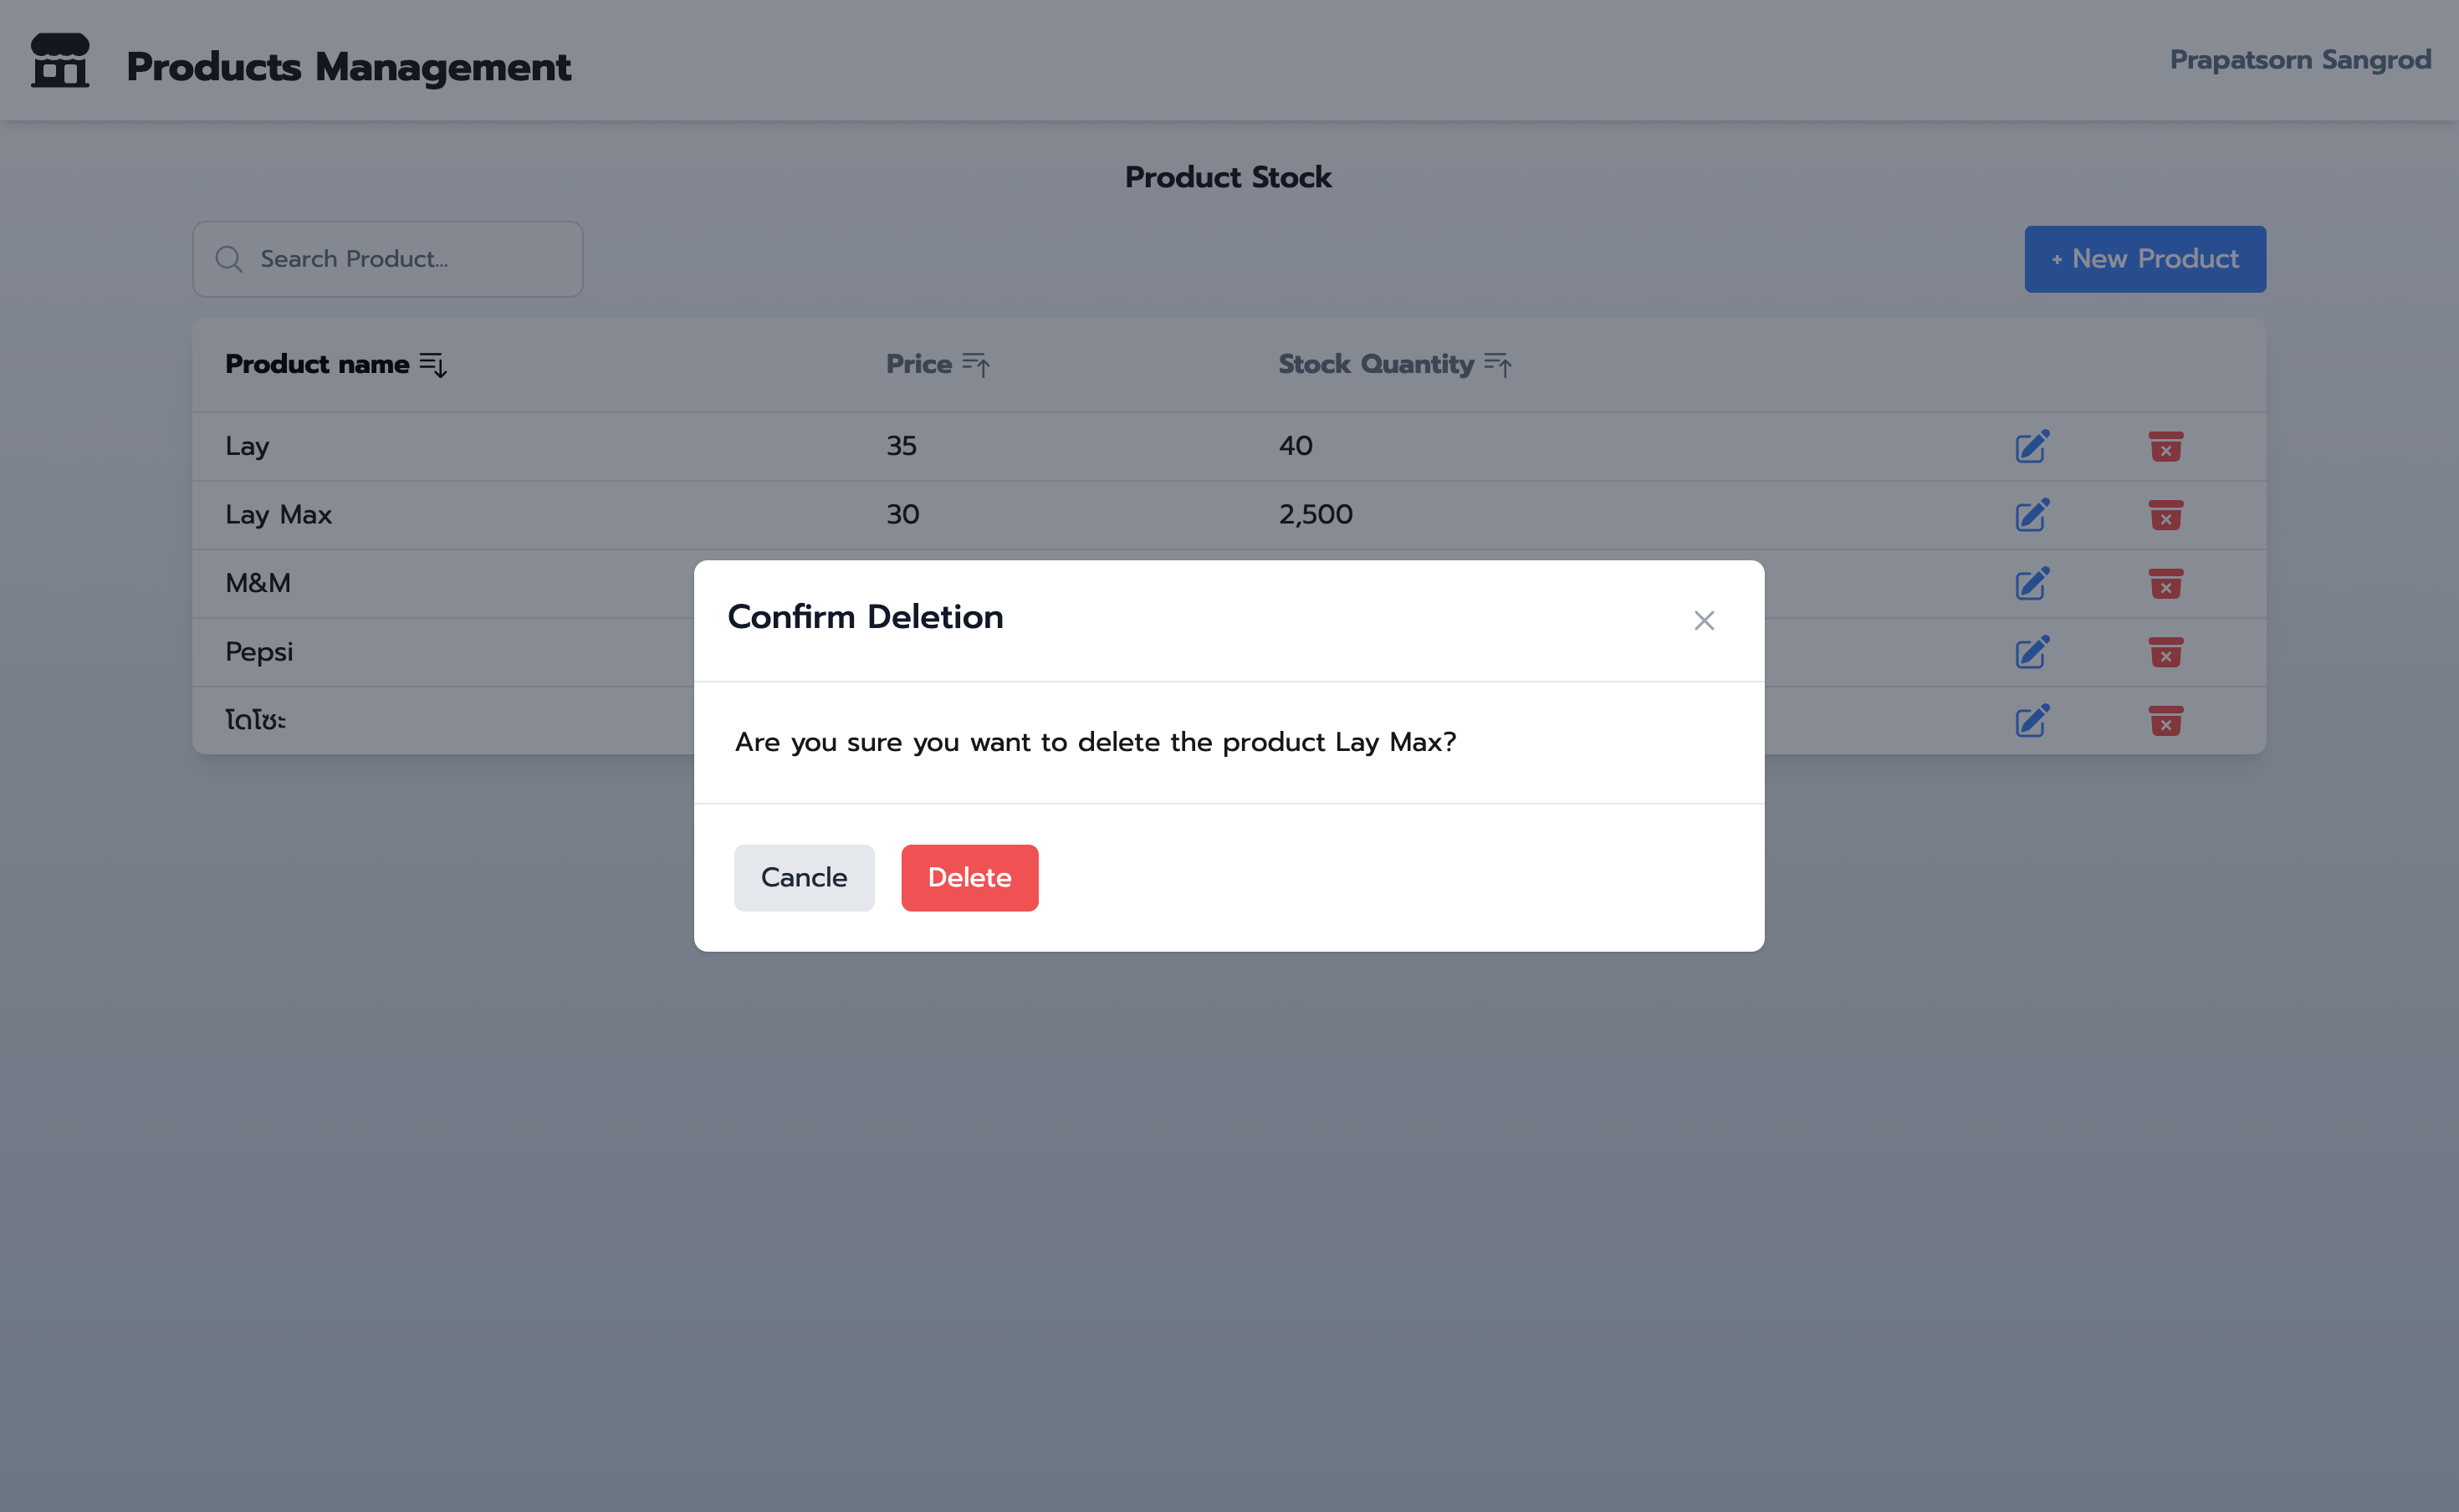 Products Management
Prapatsorn Sangrod
Product Stock
Search Product...
+ New Product
Product name Price Stock Quantity
Lay 35 40
Lay Max 30 2,500
M&M
Pepsi
โดโซะ
Confirm Deletion
Are you sure you want to delete the product Lay Max?
Cancle Delete